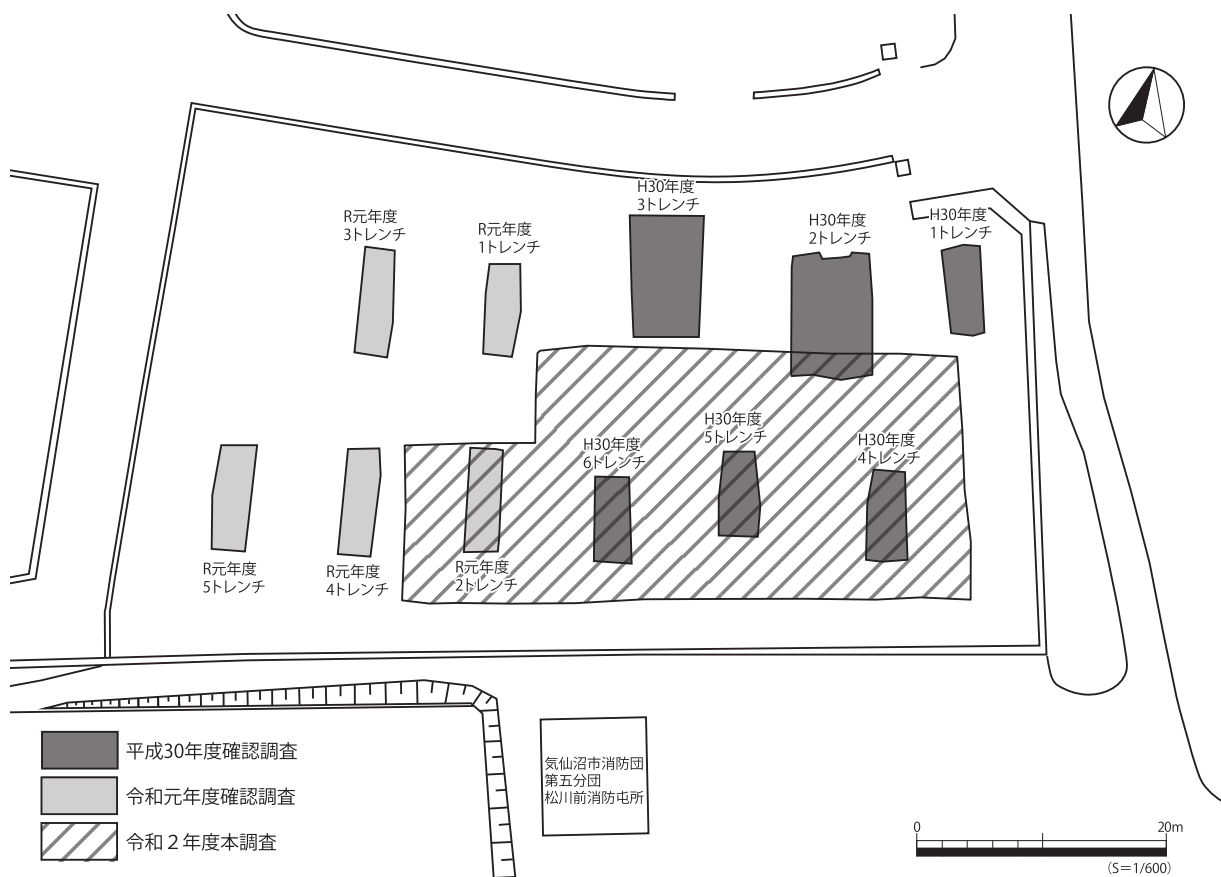 H30年度
3トレンチ
R元年度
3トレンチ
R元年度
1トレンチ
H30年度
2トレンチ
H30年度
1トレンチ
H30年度
6トレンチ
H30年度
5トレンチ
H30年度
4トレンチ
R元年度
5トレンチ
R元年度
4トレンチ
R元年度
2トレンチ
平成30年度確認調査
令和元年度確認調査
令和２年度本調査
気仙沼市消防団
第五分団
松川前消防屯所
0 20m
(S＝1/600)